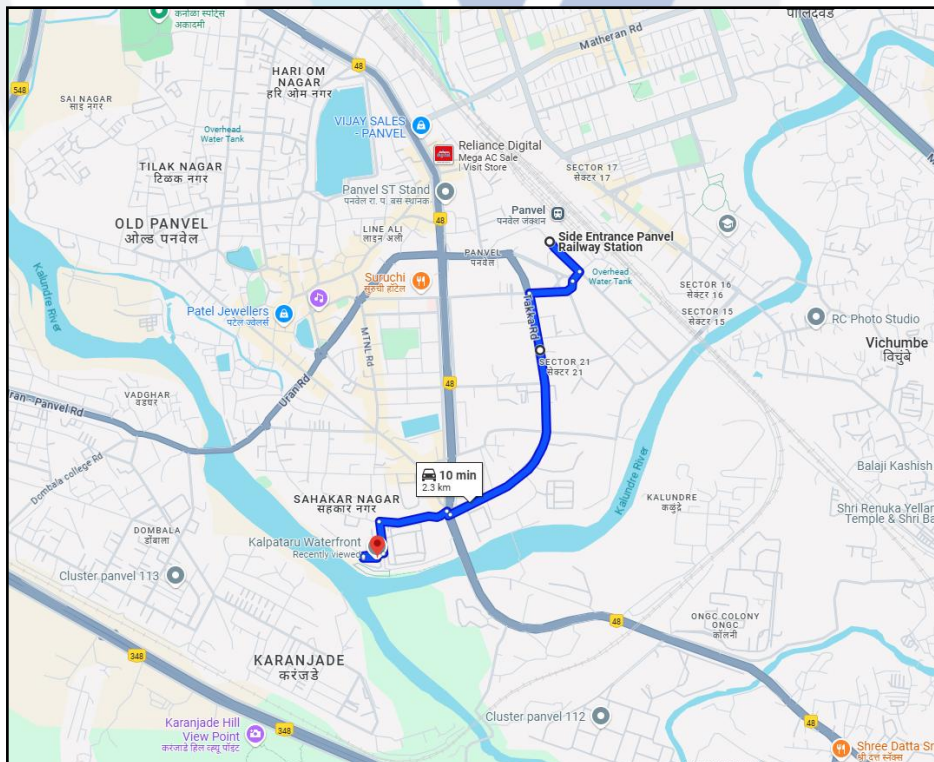 कर्नाळा स्पोर्ट्स
अकादमी
48
Matheran Rd
548
HARI OM
NAGAR
हरि ओम नगर
SAI NAGAR
साइ नगर
VIJAY SALES
- PANVEL
Overhead
Water Tank
Reliance Digital
Mega AC Sale
| Visit Store
TILAK NAGAR
टिळक नगर
SECTOR 17
सेक्टर 17
Panvel ST Stand
पनवेल रा. प. बस स्थानक
OLD PANVEL
ओल्ड पनवेल
48
Panvel
पनवेल जंक्शन
LINE ALI
लाइन अली
Side Entrance Panvel
Railway Station
PANVEL
पनवेल
Kalundre River
Suruchi
सुरुची हॉटेल
Overhead
Water Tank
SECTOR 16
सेक्टर 16
Patel Jewellers
पटेल ज्वेलर्स
Takka Rd
SECTOR 15
सेक्टर 15
RC Photo Studio
MTNL Rd
Vichumbe
विचुंबे
SECTOR 21
सेक्टर 21
Uran Rd
48
VADGHAR
वडघर
ran - Panvel Rd
Dombala college Rd
Kalundre River
10 min
2.3 km
Balaji Kashish
SAHAKAR NAGAR
सहकार नगर
KALUNDRE
कळुंद्रे
Shri Renuka Yellar
Temple & Shri Ba
DOMBALA
डोंबाला
Kalpataru Waterfront
Recently viewed
Cluster panvel 113
48
ONGC COLONY
ONGC
कॉलनी
348
KARANJADE
करंजडे
Karanjade Hill
View Point
करंजाडे हिल व्ह्यू पॉइंट
348
Cluster panvel 112
48
Shree Datta Sn
श्री दत्त स्नॅक्स